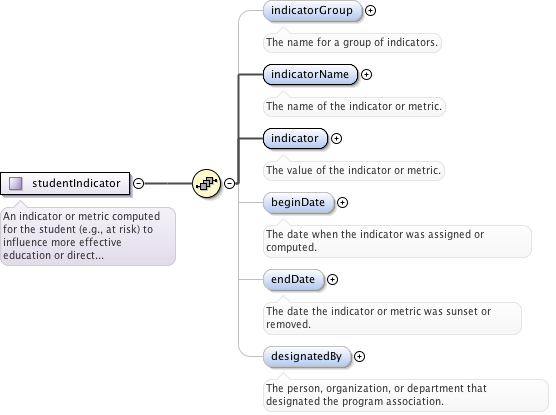 indicatorGroup
The name for a group of indicators.
indicatorName
The name of the indicator or metric.
indicator
The value of the indicator or metric.
studentIndicator
An indicator or metric computed
for the student (e.g., at risk) to
influence more effective
education or direct...
beginDate
The date when the indicator was assigned or
computed.
endDate
The date the indicator or metric was sunset or
removed.
designatedBy
The person, organization, or department that
designated the program association.